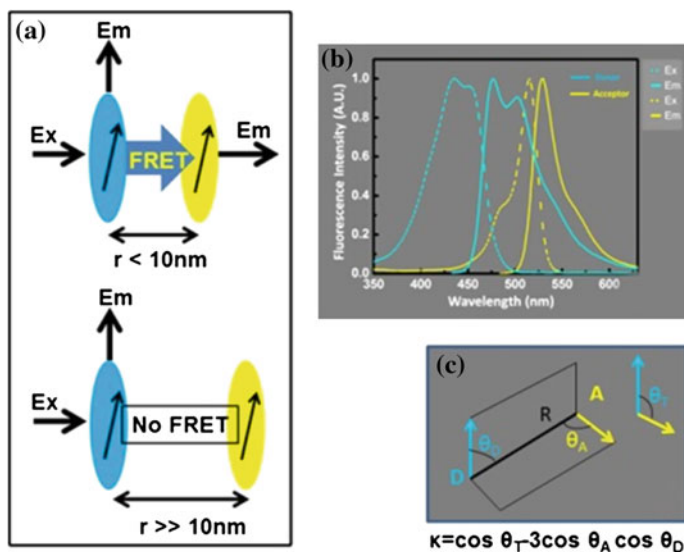 (a)
Em
Ex
FRET
Em
r < 10nm
Em
Ex
No FRET
r >> 10nm
(b)
Fluorescence Intensity (A.U.)
1.0
0.8
0.6
0.4
0.2
0.0
350 400 450 500 550 600
Wavelength (nm)
Donor
Acceptor
Ex
Em
Ex
Em
(c)
D
θD
R
A
θA
θT
κ=cos θT-3cos θA cos θD